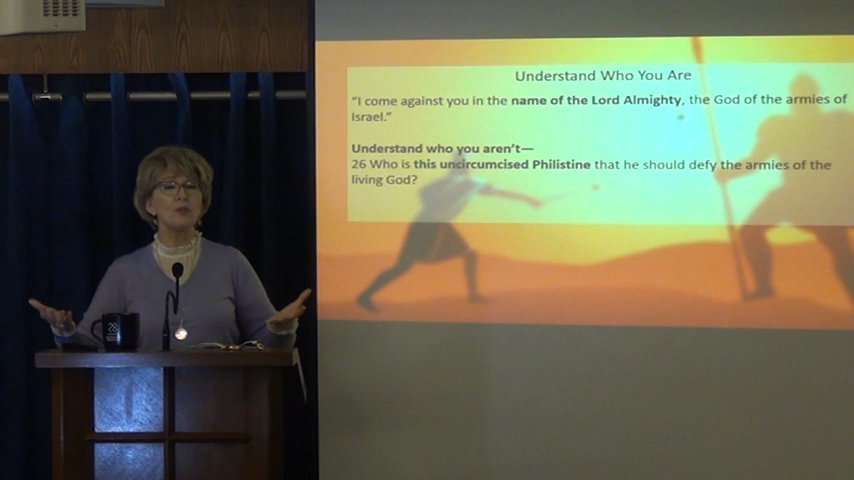 Understand Who You Are
“I come against you in the name of the Lord Almighty, the God of the armies of
Israel.”
Understand who you aren’t—
26 Who is this uncircumcised Philistine that he should defy the armies of the
living God?